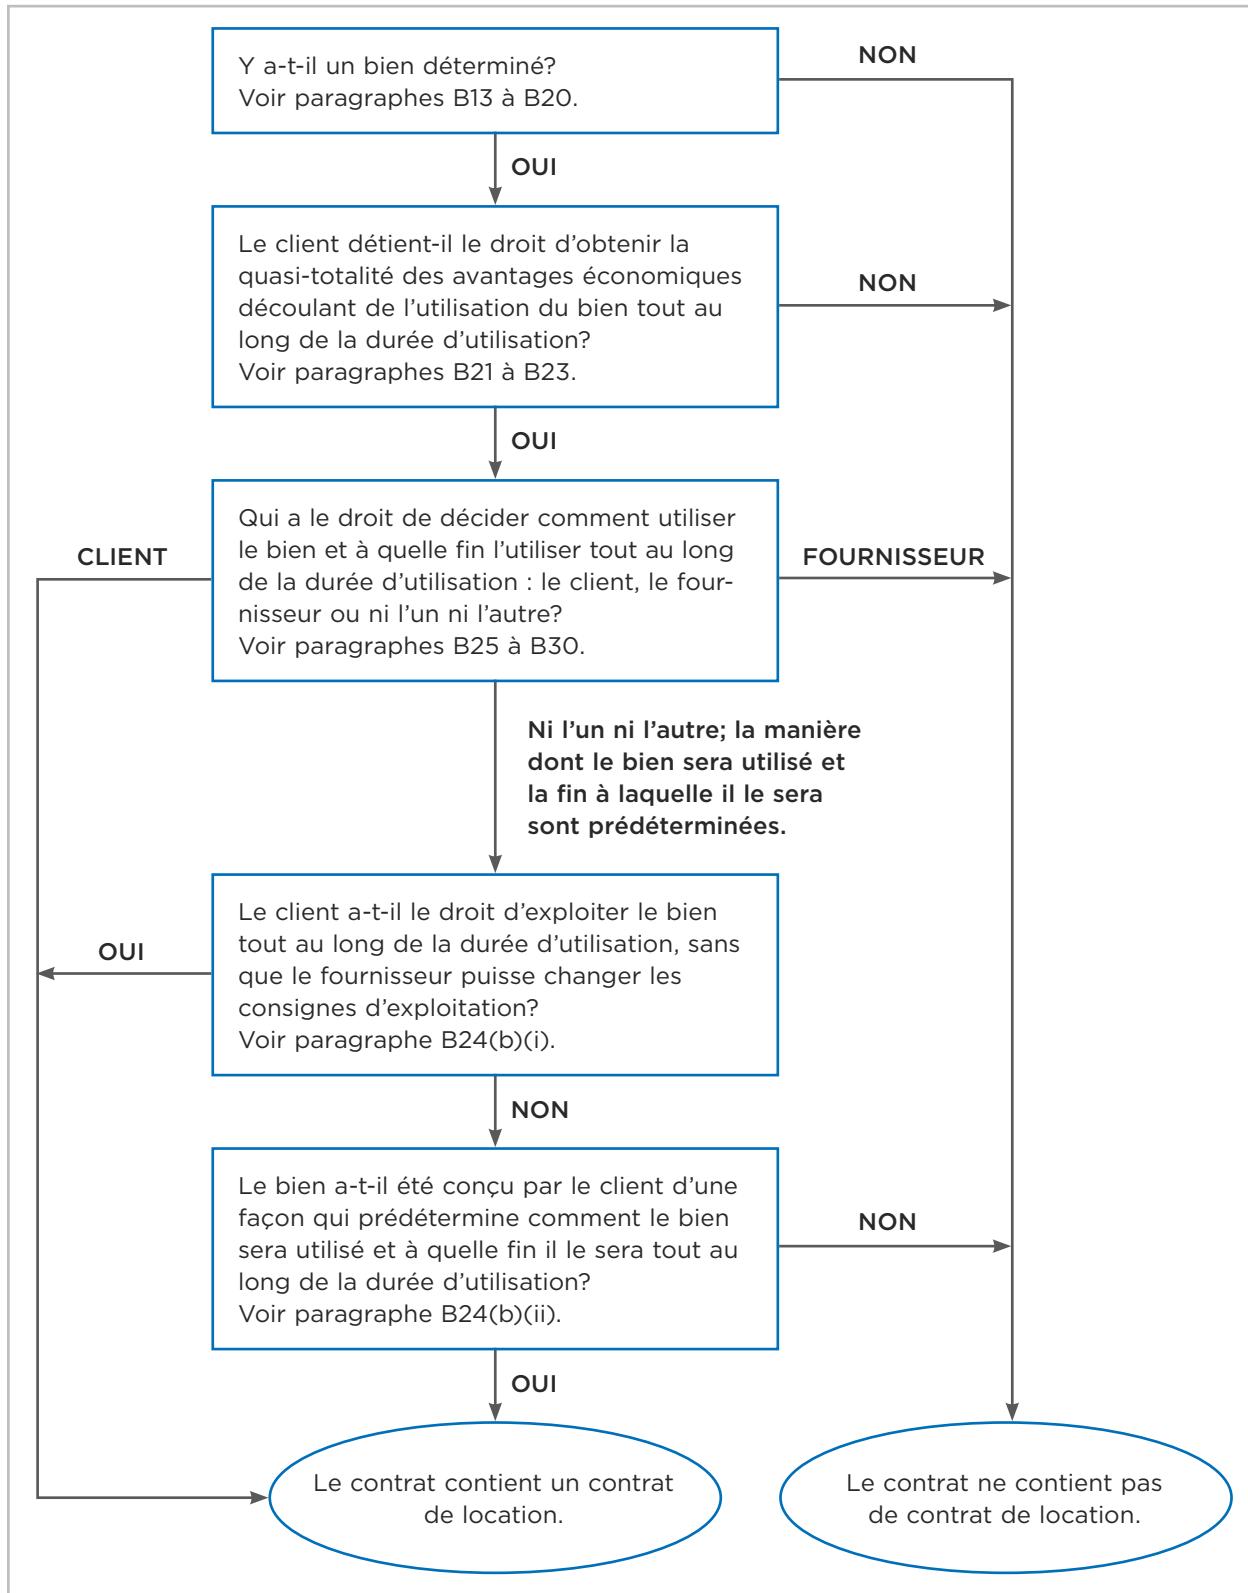 Y a-t-il un bien déterminé?
Voir paragraphes B13 à B20.
NON
OUI
Le client détient-il le droit d'obtenir la
quasi-totalité des avantages économiques
découlant de l'utilisation du bien tout au
long de la durée d'utilisation?
Voir paragraphes B21 à B23.
NON
OUI
Qui a le droit de décider comment utiliser
le bien et à quelle fin l'utiliser tout au long
de la durée d'utilisation : le client, le four-
nisseur ou ni l'un ni l'autre?
Voir paragraphes B25 à B30.
CLIENT
FOURNISSEUR
Ni l'un ni l'autre; la manière
dont le bien sera utilisé et
la fin à laquelle il le sera
sont prédéterminées.
Le client a-t-il le droit d'exploiter le bien
tout au long de la durée d'utilisation, sans
que le fournisseur puisse changer les
consignes d'exploitation?
Voir paragraphe B24(b)(i).
OUI
NON
Le bien a-t-il été conçu par le client d'une
façon qui prédétermine comment le bien
sera utilisé et à quelle fin il le sera tout au
long de la durée d'utilisation?
Voir paragraphe B24(b)(ii).
NON
OUI
Le contrat contient un contrat
de location.
Le contrat ne contient pas
de contrat de location.